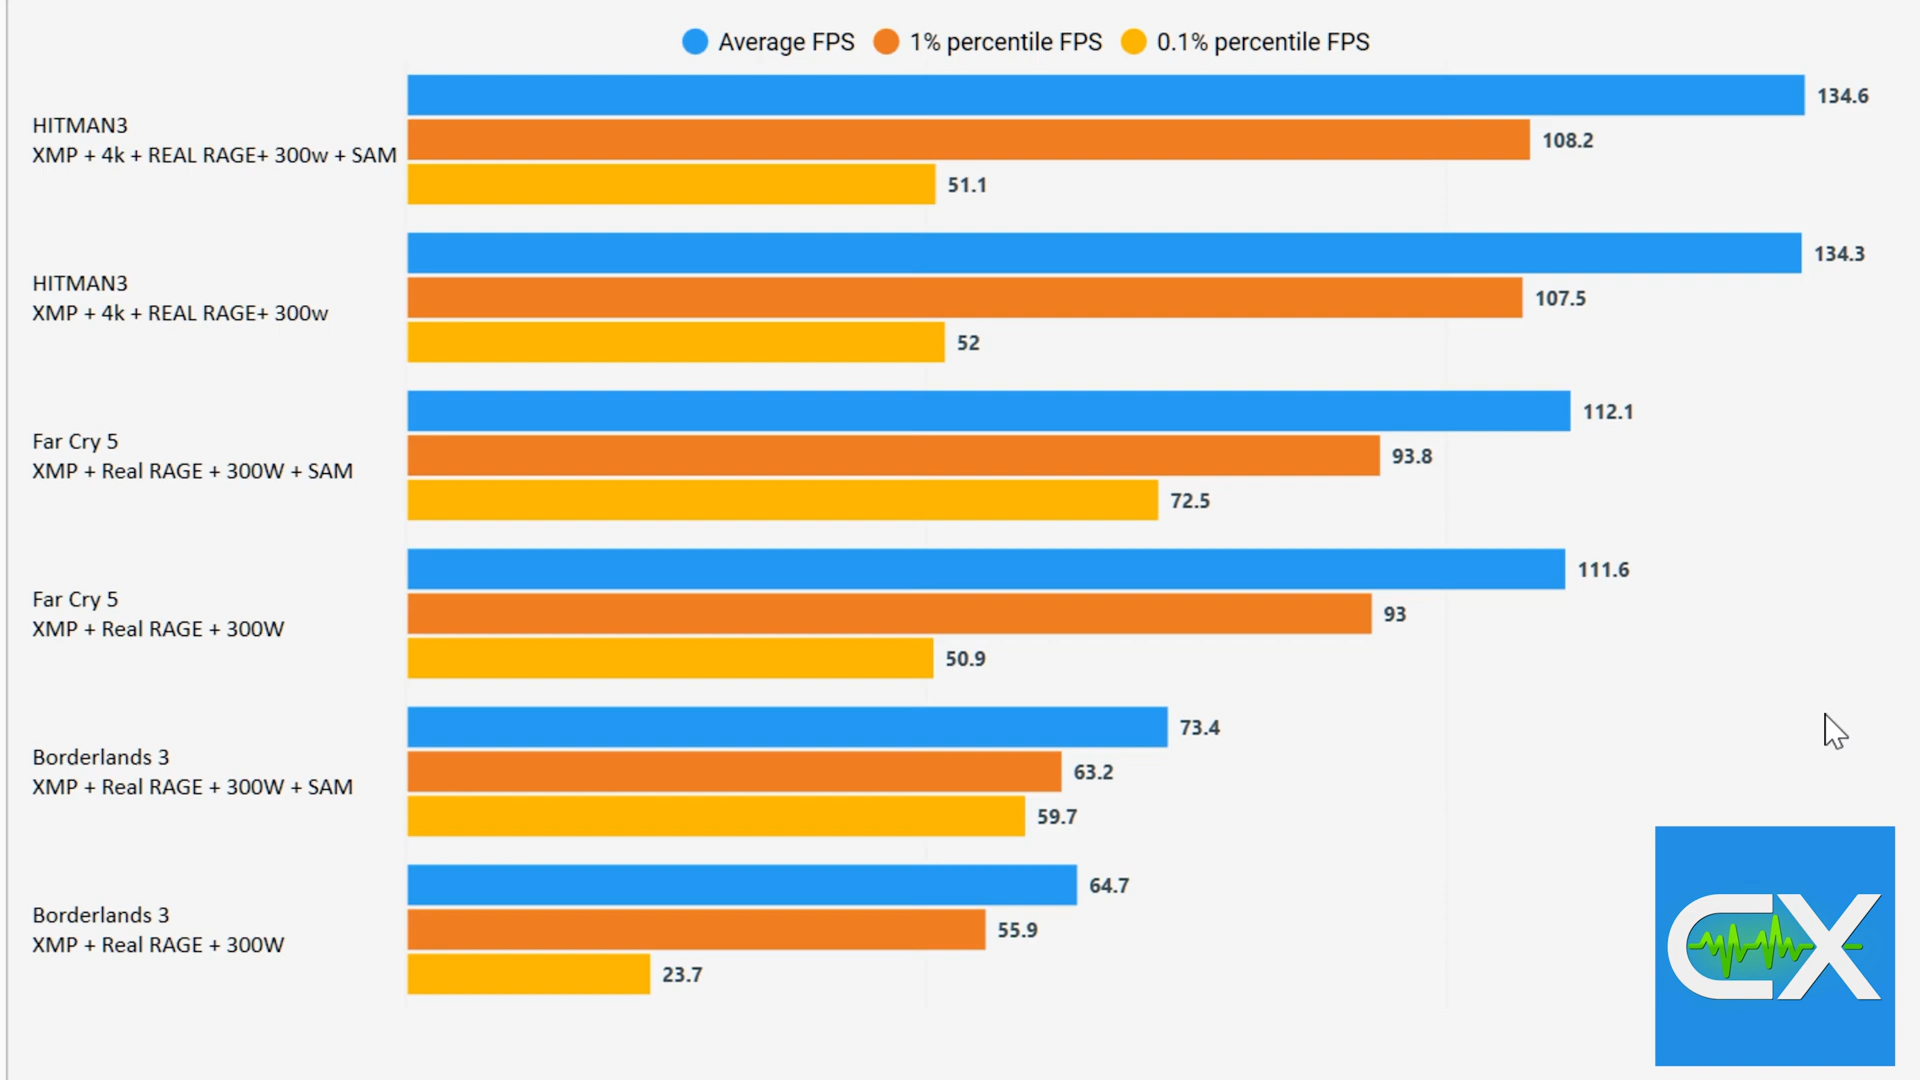 Average FPS 1% percentile FPS 0.1% percentile FPS
HITMAN3
XMP + 4k + REAL RAGE+ 300w + SAM
134.6
108.2
51.1
HITMAN3
XMP + 4k + REAL RAGE+ 300w
134.3
107.5
52
Far Cry 5
XMP + Real RAGE + 300W + SAM
112.1
93.8
72.5
Far Cry 5
XMP + Real RAGE + 300W
111.6
93
50.9
Borderlands 3
XMP + Real RAGE + 300W + SAM
73.4
63.2
59.7
Borderlands 3
XMP + Real RAGE + 300W
64.7
55.9
23.7
CX